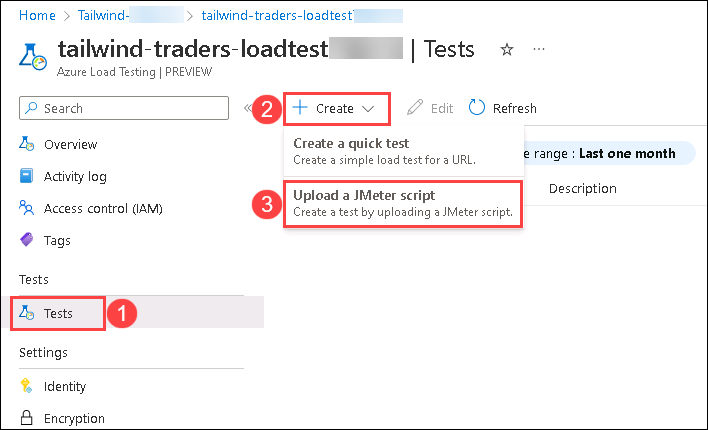 Home > Tailwind- > tailwind-traders-loadtest
tailwind-traders-loadtest | Tests
Azure Load Testing | PREVIEW
Search
Overview
Activity log
Access control (IAM)
Tags
Tests
Tests 1
Settings
Identity
Encryption
2 Create Edit Refresh
Create a quick test
Create a simple load test for a URL.
3 Upload a JMeter script
Create a test by uploading a JMeter script.
e range : Last one month
Description